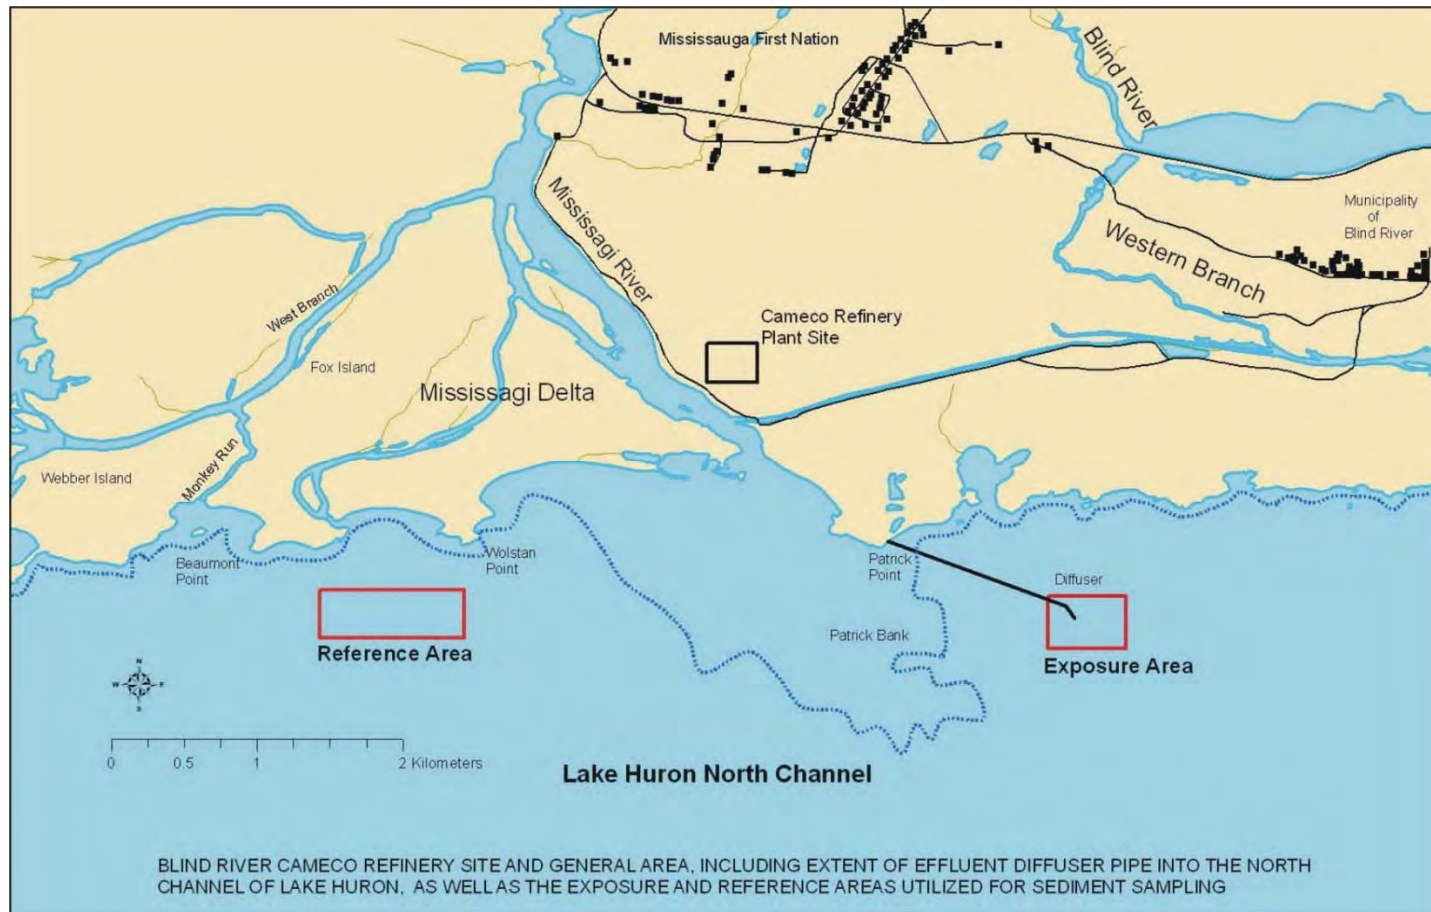 Mississauga First Nation
Blind River
Municipality
of
Blind River
Mississagi River
Western Branch
West Branch
Cameco Refinery
Plant Site
Fox Island
Mississagi Delta
Webber Island
Monkey Run
Beaumont
Point
Wolstan
Point
Patrick
Point
Diffuser
Patrick Bank
Reference Area
Exposure Area
N
W E
S
0 0.5 1 2 Kilometers
Lake Huron North Channel
BLIND RIVER CAMECO REFINERY SITE AND GENERAL AREA, INCLUDING EXTENT OF EFFLUENT DIFFUSER PIPE INTO THE NORTH
CHANNEL OF LAKE HURON, AS WELL AS THE EXPOSURE AND REFERENCE AREAS UTILIZED FOR SEDIMENT SAMPLING